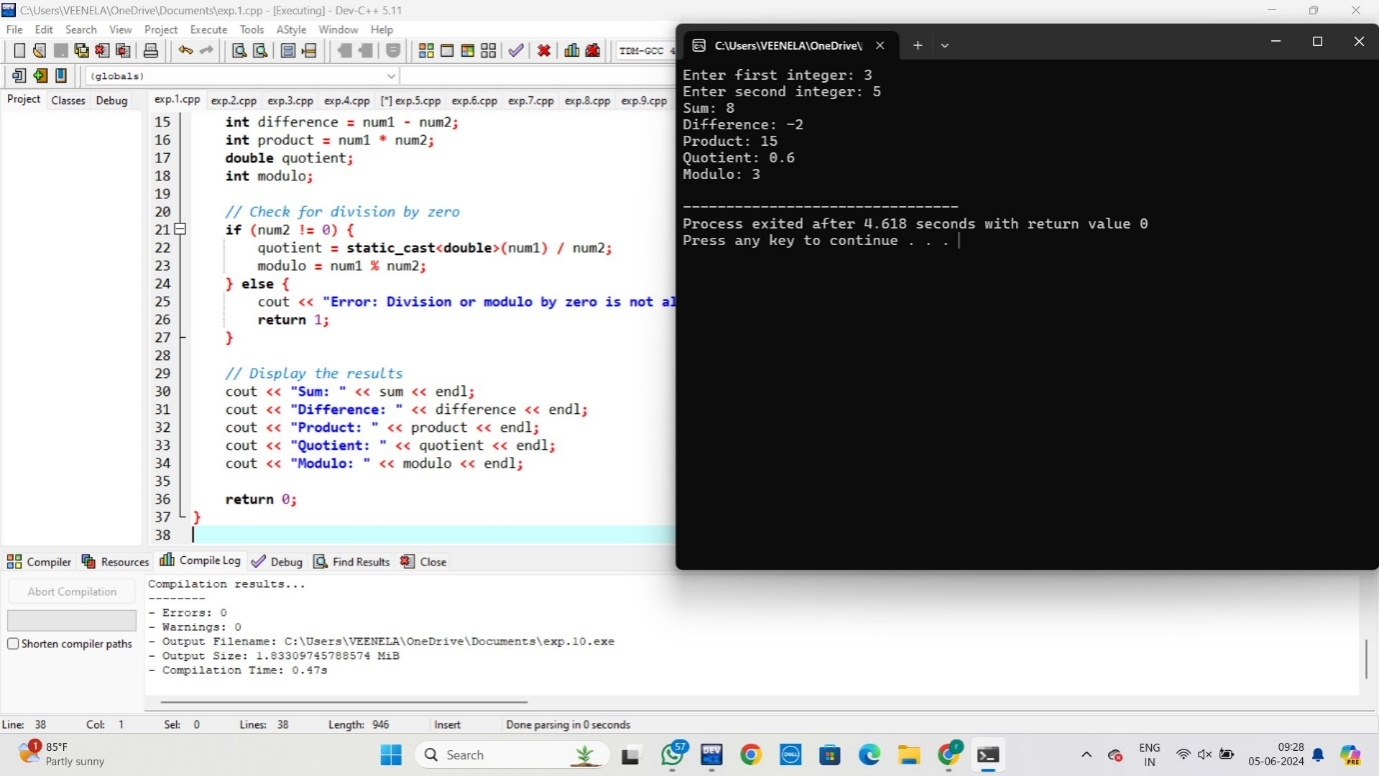 C:\Users\VEENELA\OneDrive\Documents\exp.1.cpp - [Executing] - Dev-C++ 5.11
File Edit Search View Project Execute Tools AStyle Window Help
TDM-GCC 4
(globals)
Project Classes Debug
exp.1.cpp exp.2.cpp exp.3.cpp exp.4.cpp [*] exp.5.cpp exp.6.cpp exp.7.cpp exp.8.cpp exp.9.cpp
15 int difference = num1 - num2;
16 int product = num1 * num2;
17 double quotient;
18 int modulo;
19
20 // Check for division by zero
21 if (num2 != 0) {
22 quotient = static_cast<double>(num1) / num2;
23 modulo = num1 % num2;
24 } else {
25 cout << "Error: Division or modulo by zero is not al
26 return 1;
27 }
28
29 // Display the results
30 cout << "Sum: " << sum << endl;
31 cout << "Difference: " << difference << endl;
32 cout << "Product: " << product << endl;
33 cout << "Quotient: " << quotient << endl;
34 cout << "Modulo: " << modulo << endl;
35
36 return 0;
37 }
38
C:\Users\VEENELA\OneDrive\
Enter first integer: 3
Enter second integer: 5
Sum: 8
Difference: -2
Product: 15
Quotient: 0.6
Modulo: 3
--------------------------------
Process exited after 4.618 seconds with return value 0
Press any key to continue . . .
Compiler Resources Compile Log Debug Find Results Close
Abort Compilation
Shorten compiler paths
Compilation results...
--------
- Errors: 0
- Warnings: 0
- Output Filename: C:\Users\VEENELA\OneDrive\Documents\exp.10.exe
- Output Size: 1.83309745788574 MiB
- Compilation Time: 0.47s
Line: 38 Col: 1 Sel: 0 Lines: 38 Length: 946 Insert Done parsing in 0 seconds
1
85°F
Partly sunny
Search
57
DEV
DELL
ENG
IN
09:28
05-06-2024
PRE